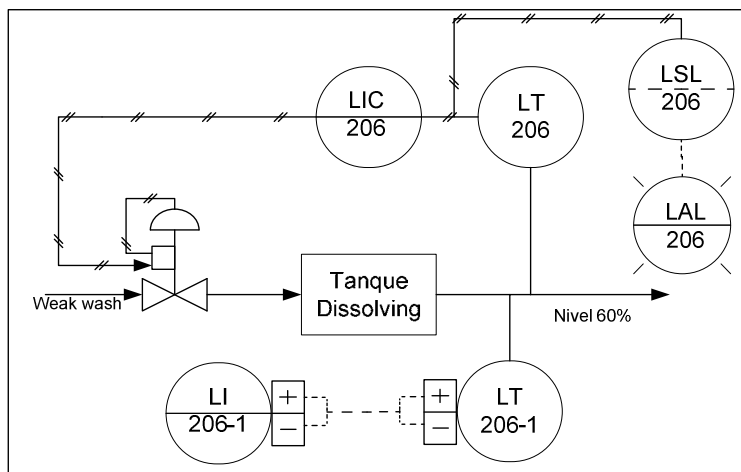 LSL
206
LIC
206
LT
206
LAL
206
Tanque
Dissolving
Weak wash
Nivel 60%
LI
206-1
+
−
+
−
LT
206-1